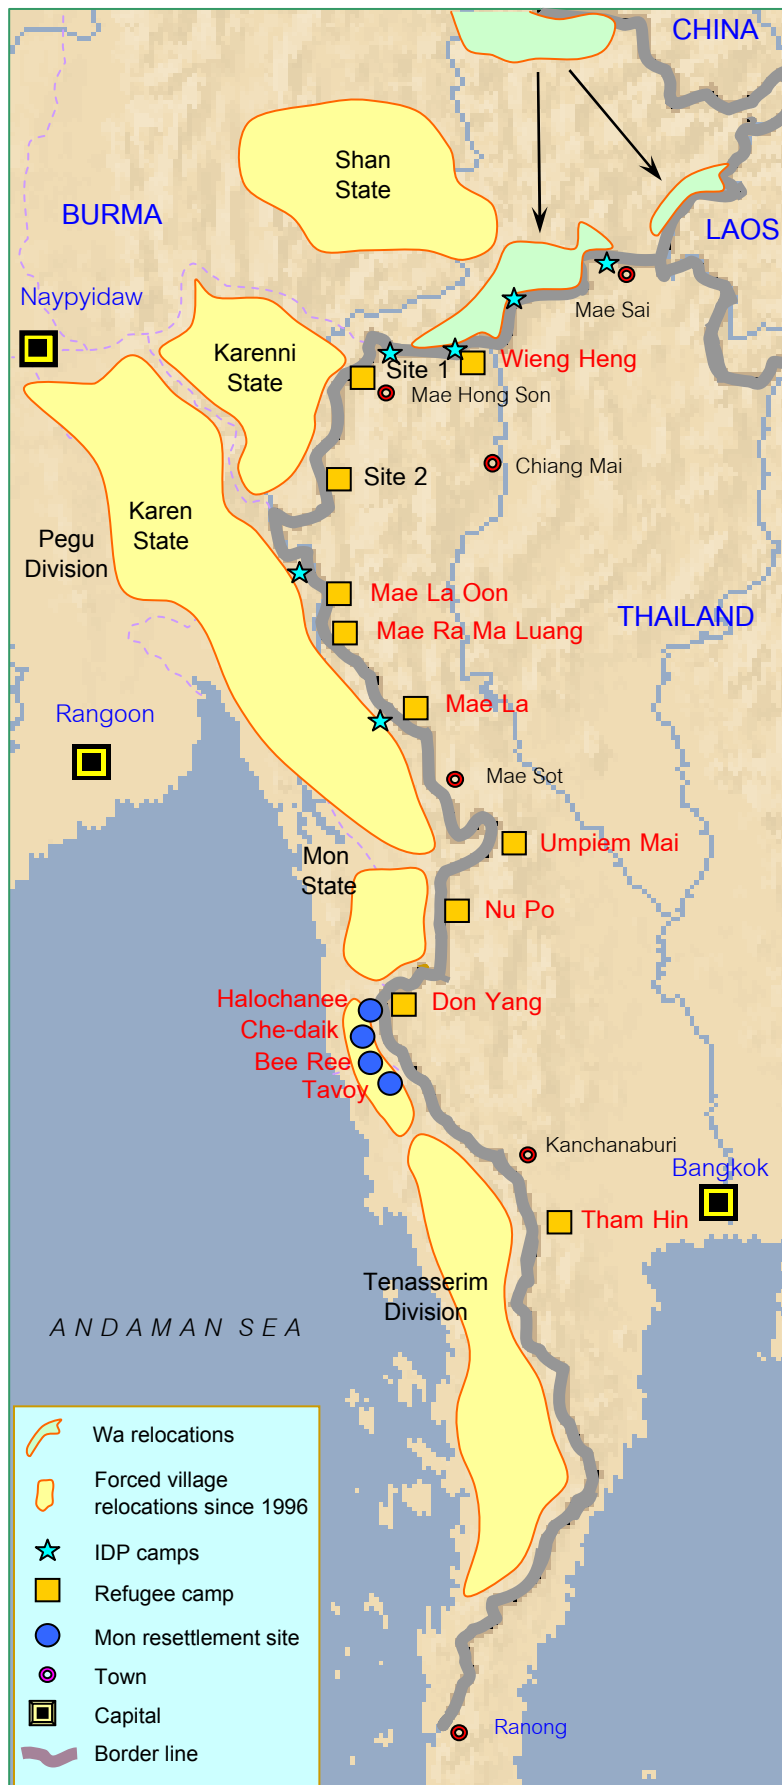 CHINA
Shan
State
BURMA
LAOS
Naypyidaw
Mae Sai
Karenni
State
Site 1
Wieng Heng
Mae Hong Son
Chiang Mai
Site 2
Karen
State
Pegu
Division
Mae La Oon
THAILAND
Mae Ra Ma Luang
Rangoon
Mae La
Mae Sot
Umpiem Mai
Mon
State
Nu Po
Halochanee
Don Yang
Che-daik
Bee Ree
Tavoy
Kanchanaburi
Bangkok
Tham Hin
Tenasserim
Division
ANDAMAN SEA
Wa relocations
Forced village
relocations since 1996
IDP camps
Refugee camp
Mon resettlement site
Town
Capital
Border line
Ranong